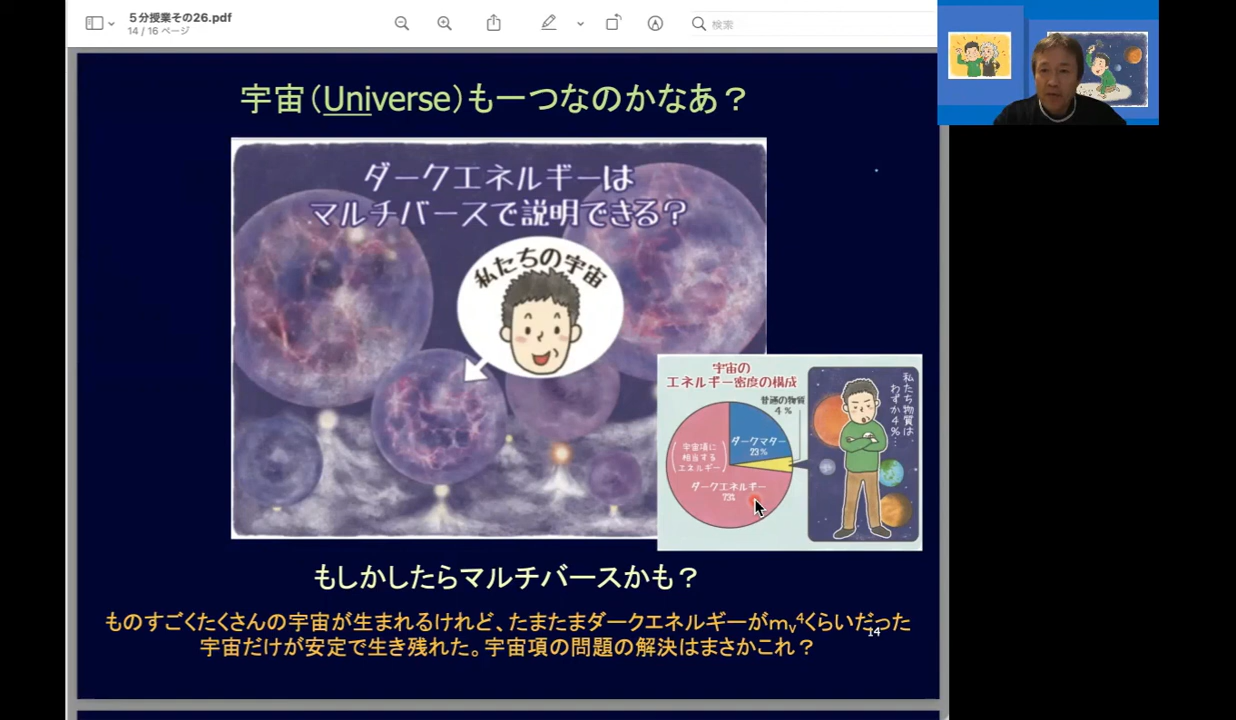 ５分授業その26.pdf
14 / 16 ページ
検索
宇宙（Universe）も一つなのかなあ？
ダークエネルギーは
マルチバースで説明できる？
私たちの宇宙
宇宙の
エネルギー密度の構成
普通の物質
4 %
ダークマター
23%
宇宙項に
相当する
エネルギー
ダークエネルギー
73%
私たち物質は
わずか4%…
もしかしたらマルチバースかも？
ものすごくたくさんの宇宙が生まれるけれど、たまたまダークエネルギーがmν⁴くらいだった
宇宙だけが安定で生き残れた。宇宙項の問題の解決はまさかこれ？
14